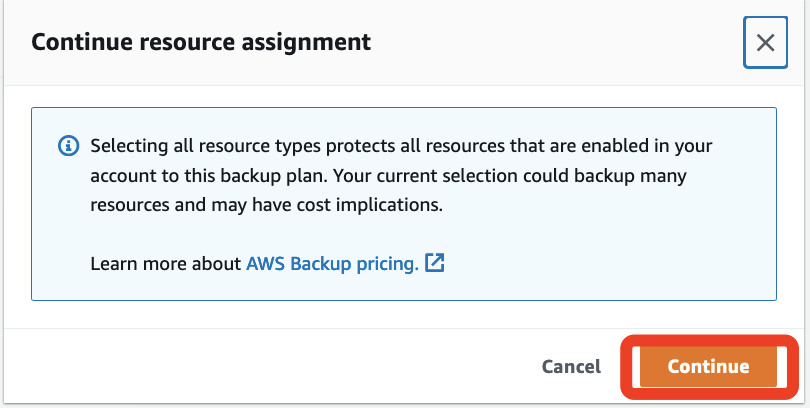 Continue resource assignment
Selecting all resource types protects all resources that are enabled in your
account to this backup plan. Your current selection could backup many
resources and may have cost implications.
Learn more about AWS Backup pricing.
Cancel
Continue